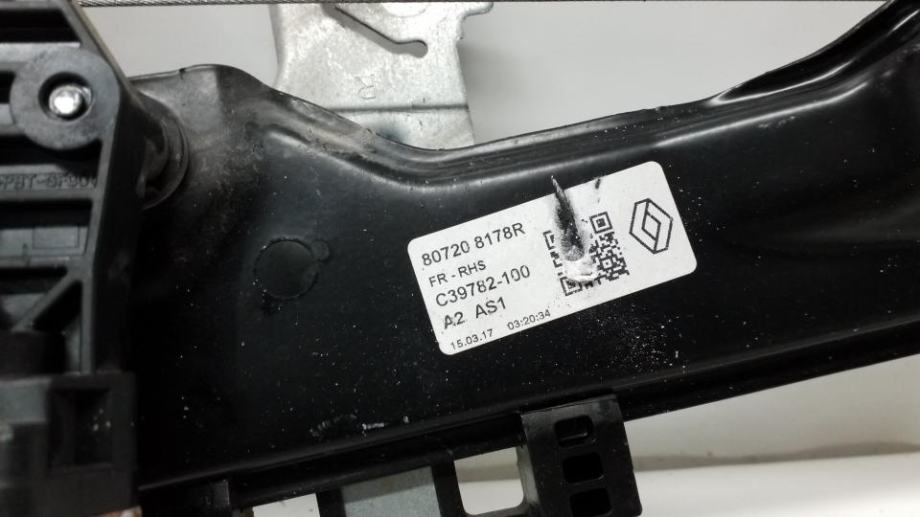 80720 8178R
FR - RHS
C39782-100
A2 AS1
15.03.17 03:20:34
R